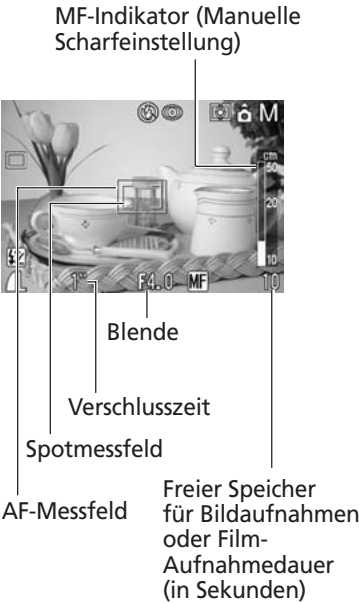 MF-Indikator (Manuelle
Scharfeinstellung)
M
cm
50
20
10
L
1"
F4.0
MF
10
Blende
Verschlusszeit
Spotmessfeld
AF-Messfeld
Freier Speicher
für Bildaufnahmen
oder Film-
Aufnahmedauer
(in Sekunden)